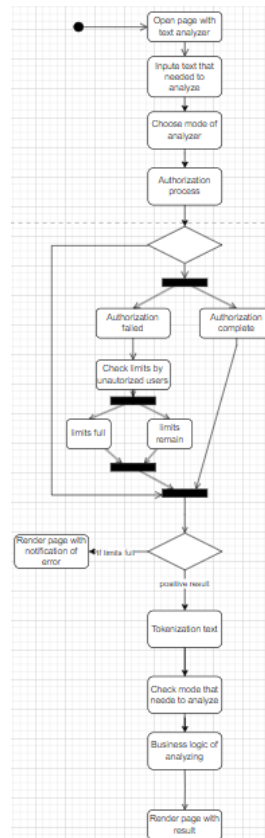 Open page with
text analyzer
Inpute text that
needed to
analyze
Choose mode of
analyzer
Authorization
process
Authorization
failed
Authorization
complete
Check limits by
unautorized users
limits full
limits
remain
Render page with
notification of
error
If limits full
positive result
Tokenization text
Check mode that
neede to analyze
Business logic of
analyzing
Render page with
result